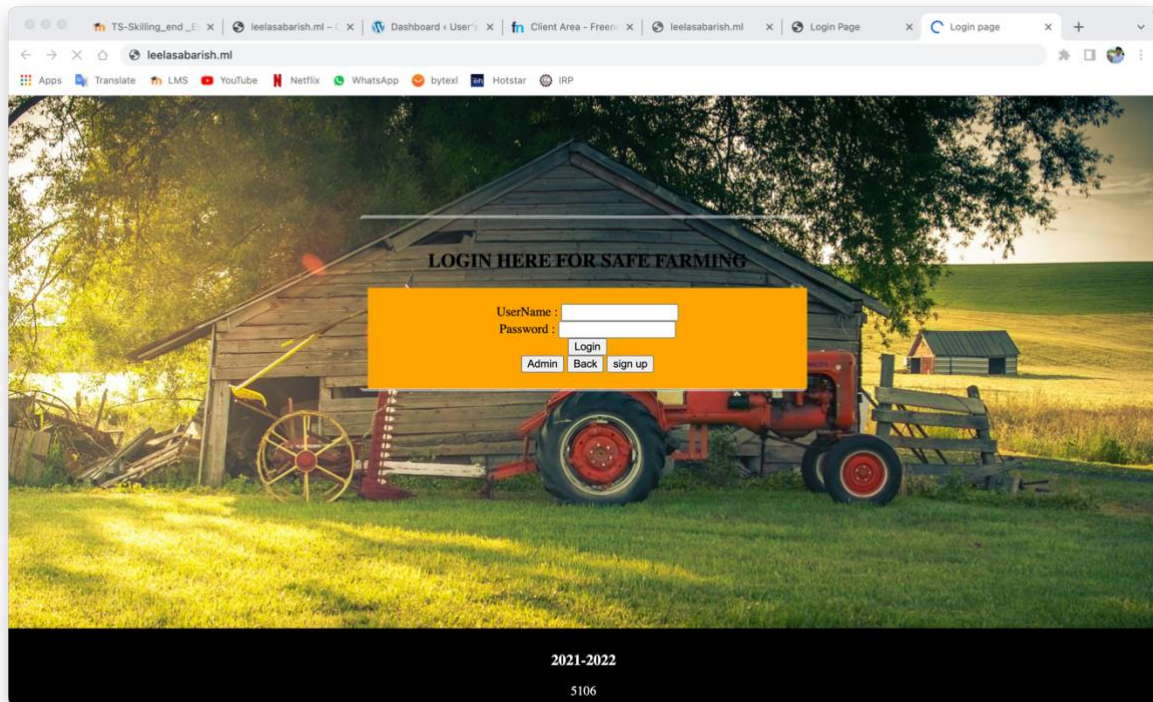 TS-Skilling_end_E
leelasabarish.ml –
Dashboard ‹ User's
Client Area - Freen
leelasabarish.ml
Login Page
Login page
leelasabarish.ml
Apps Translate LMS YouTube Netflix WhatsApp bytexl Hotstar IRP
LOGIN HERE FOR SAFE FARMING
UserName :
Password :
Login
Admin Back sign up
2021-2022
5106